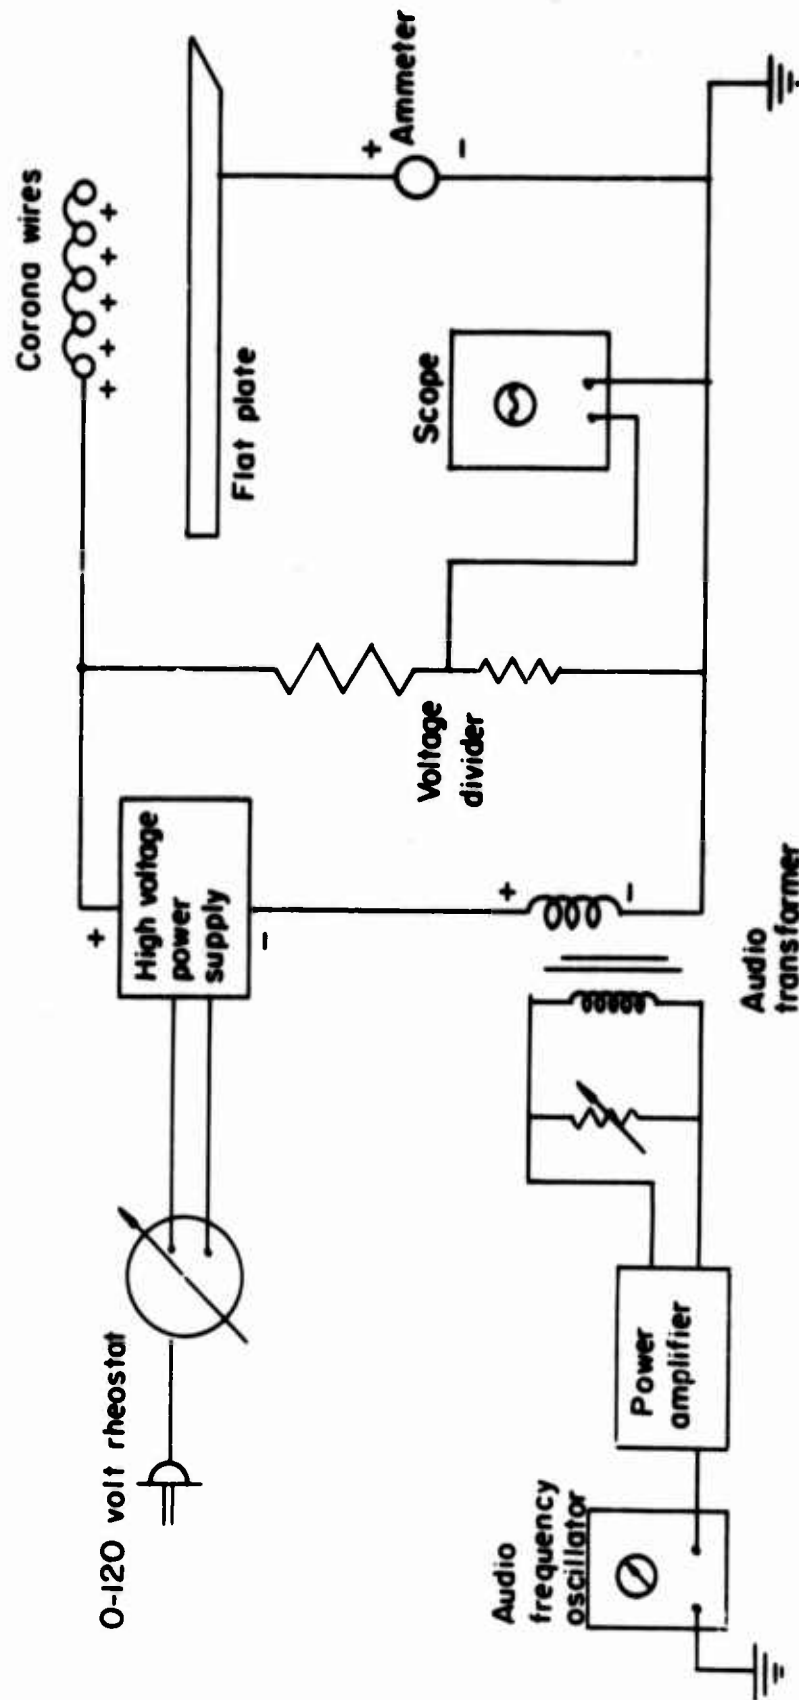 Corona wires
+ + + + +
Flat plate
+
Ammeter
-
Scope
Voltage
divider
+
High voltage
power
supply
-
+
-
Audio
transformer
0-120 volt rheostat
Power
amplifier
Audio
frequency
oscillator